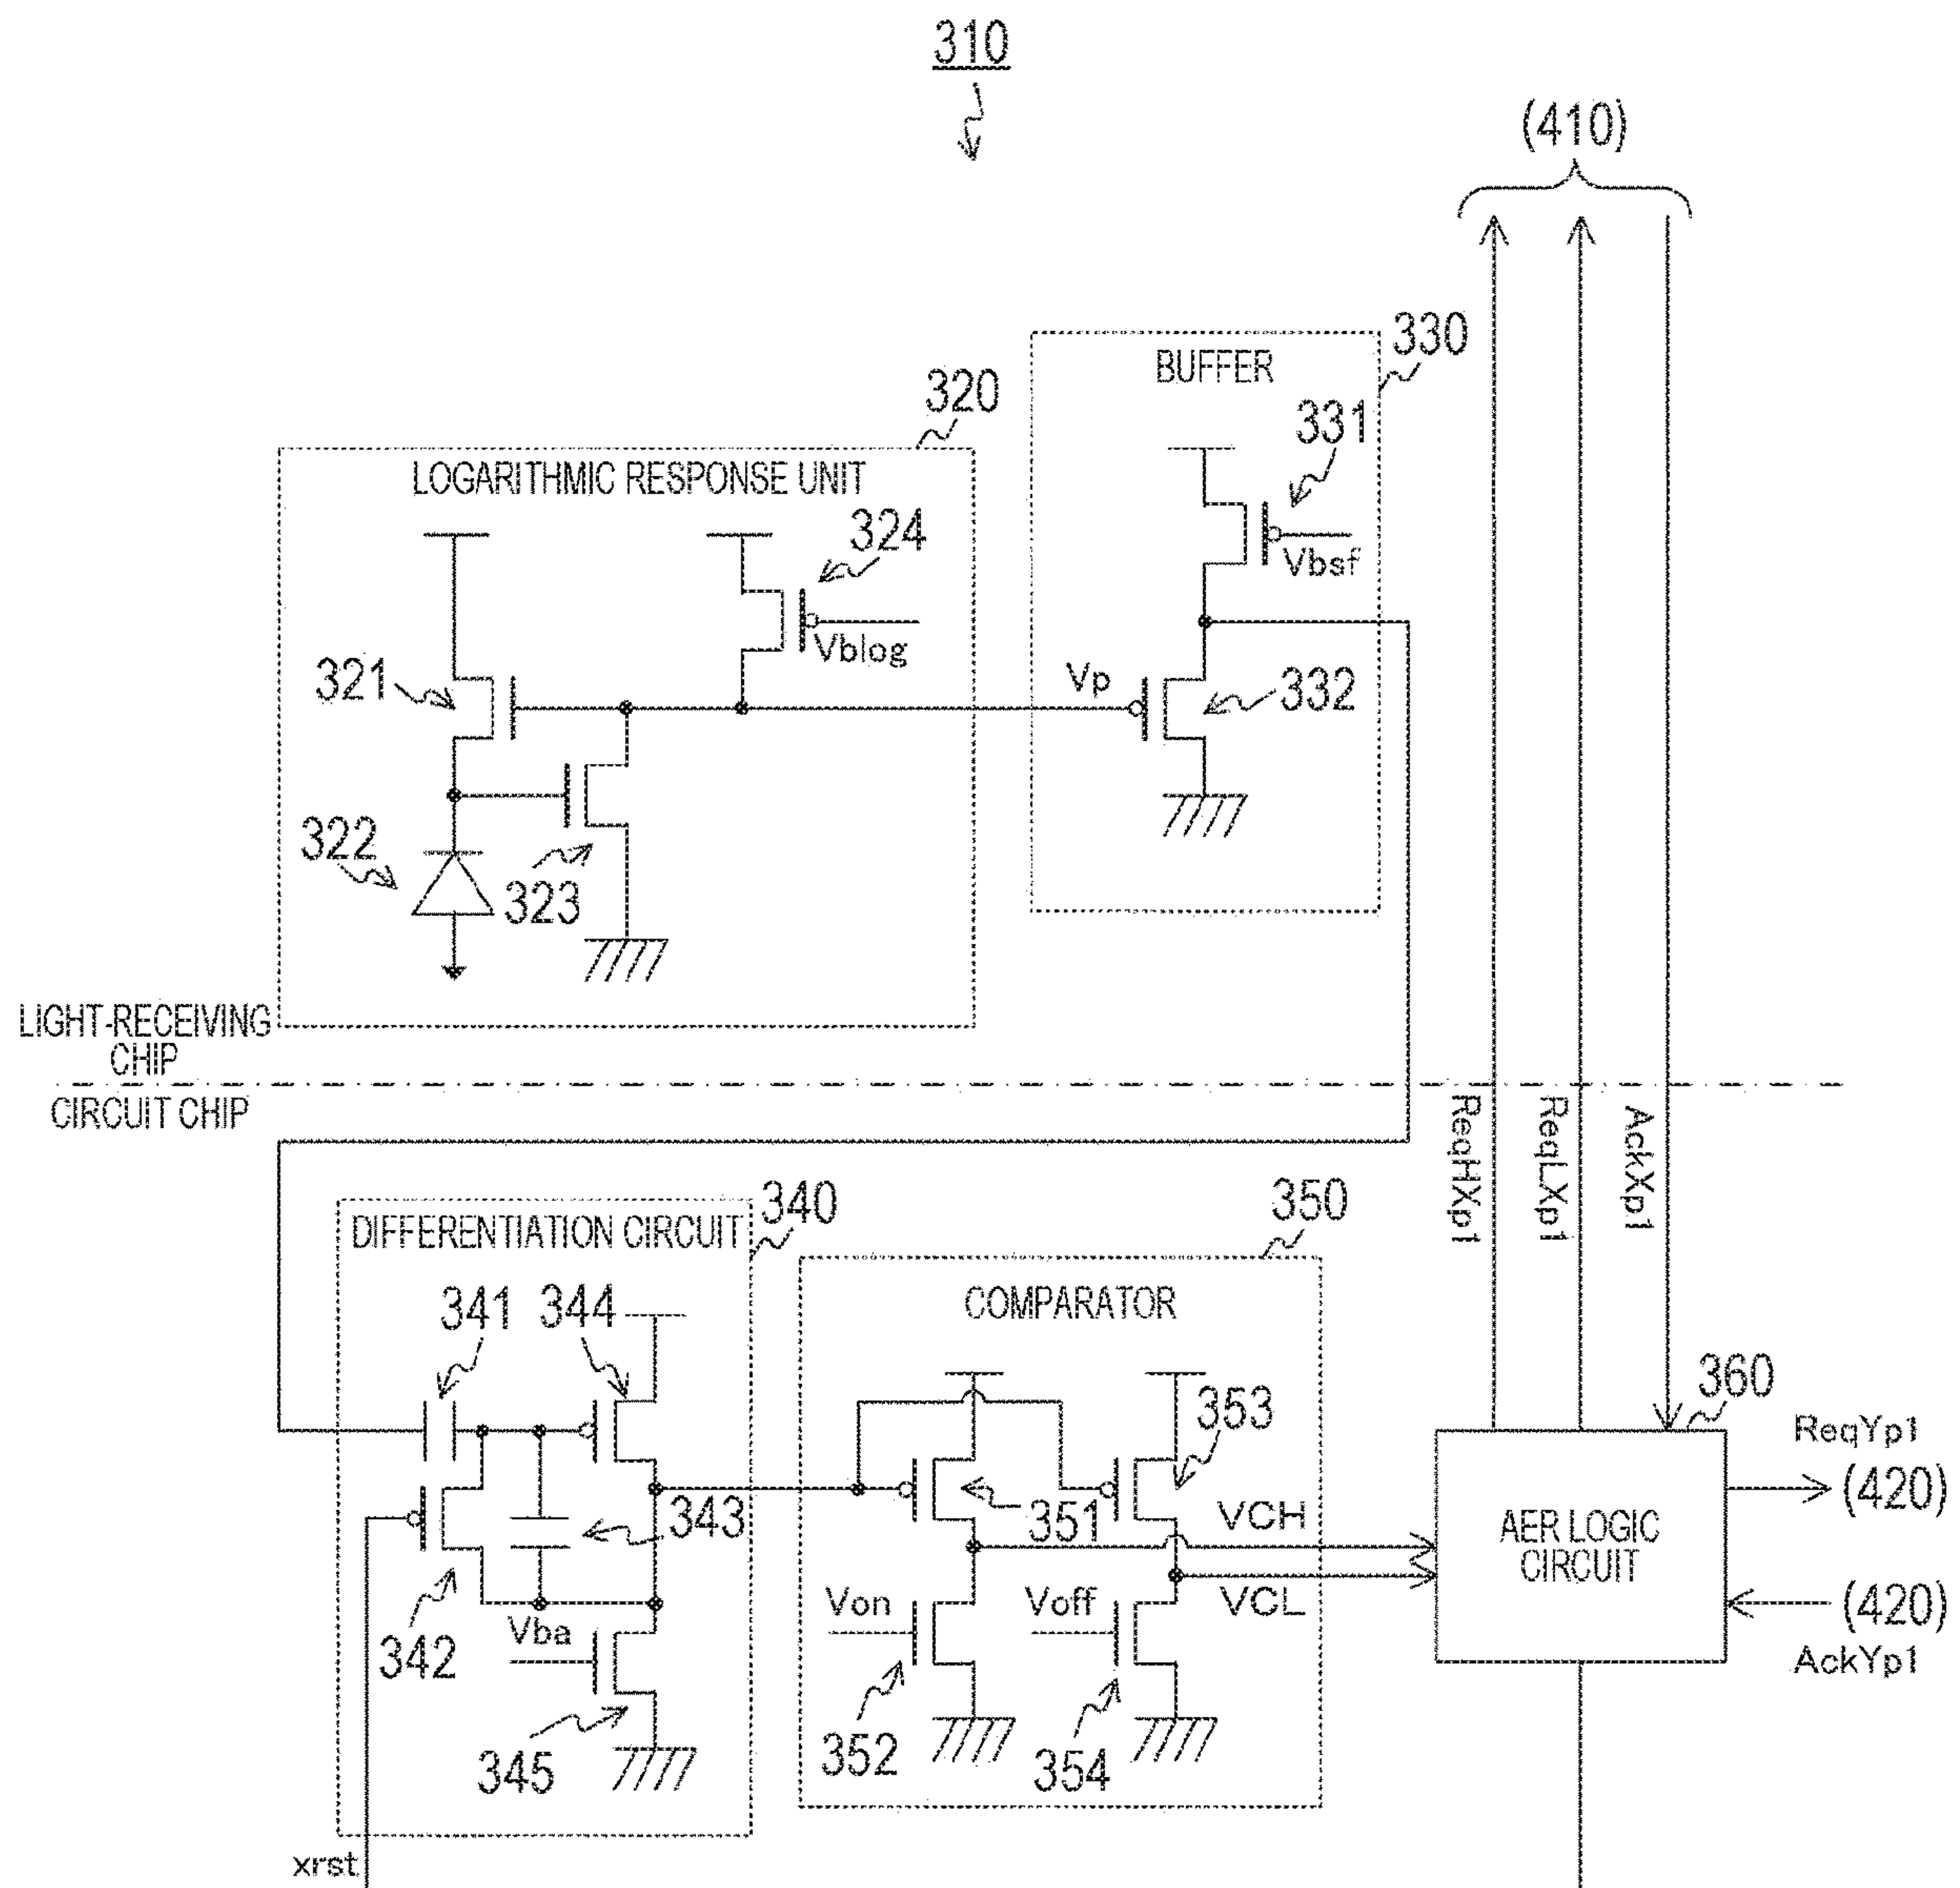 310
(410)
BUFFER
330
331
Vbsf
Vp
332
320
LOGARITHMIC RESPONSE UNIT
324
Vblog
321
322
323
LIGHT-RECEIVING
CHIP
CIRCUIT CHIP
ReqHXp1
ReqLXp1
AckXp1
340
DIFFERENTIATION CIRCUIT
341
344
343
342
Vba
345
xrst
350
COMPARATOR
353
351
VCH
Von
Voff
VCL
352
354
360
AER LOGIC
CIRCUIT
ReqYp1
(420)
(420)
AckYp1